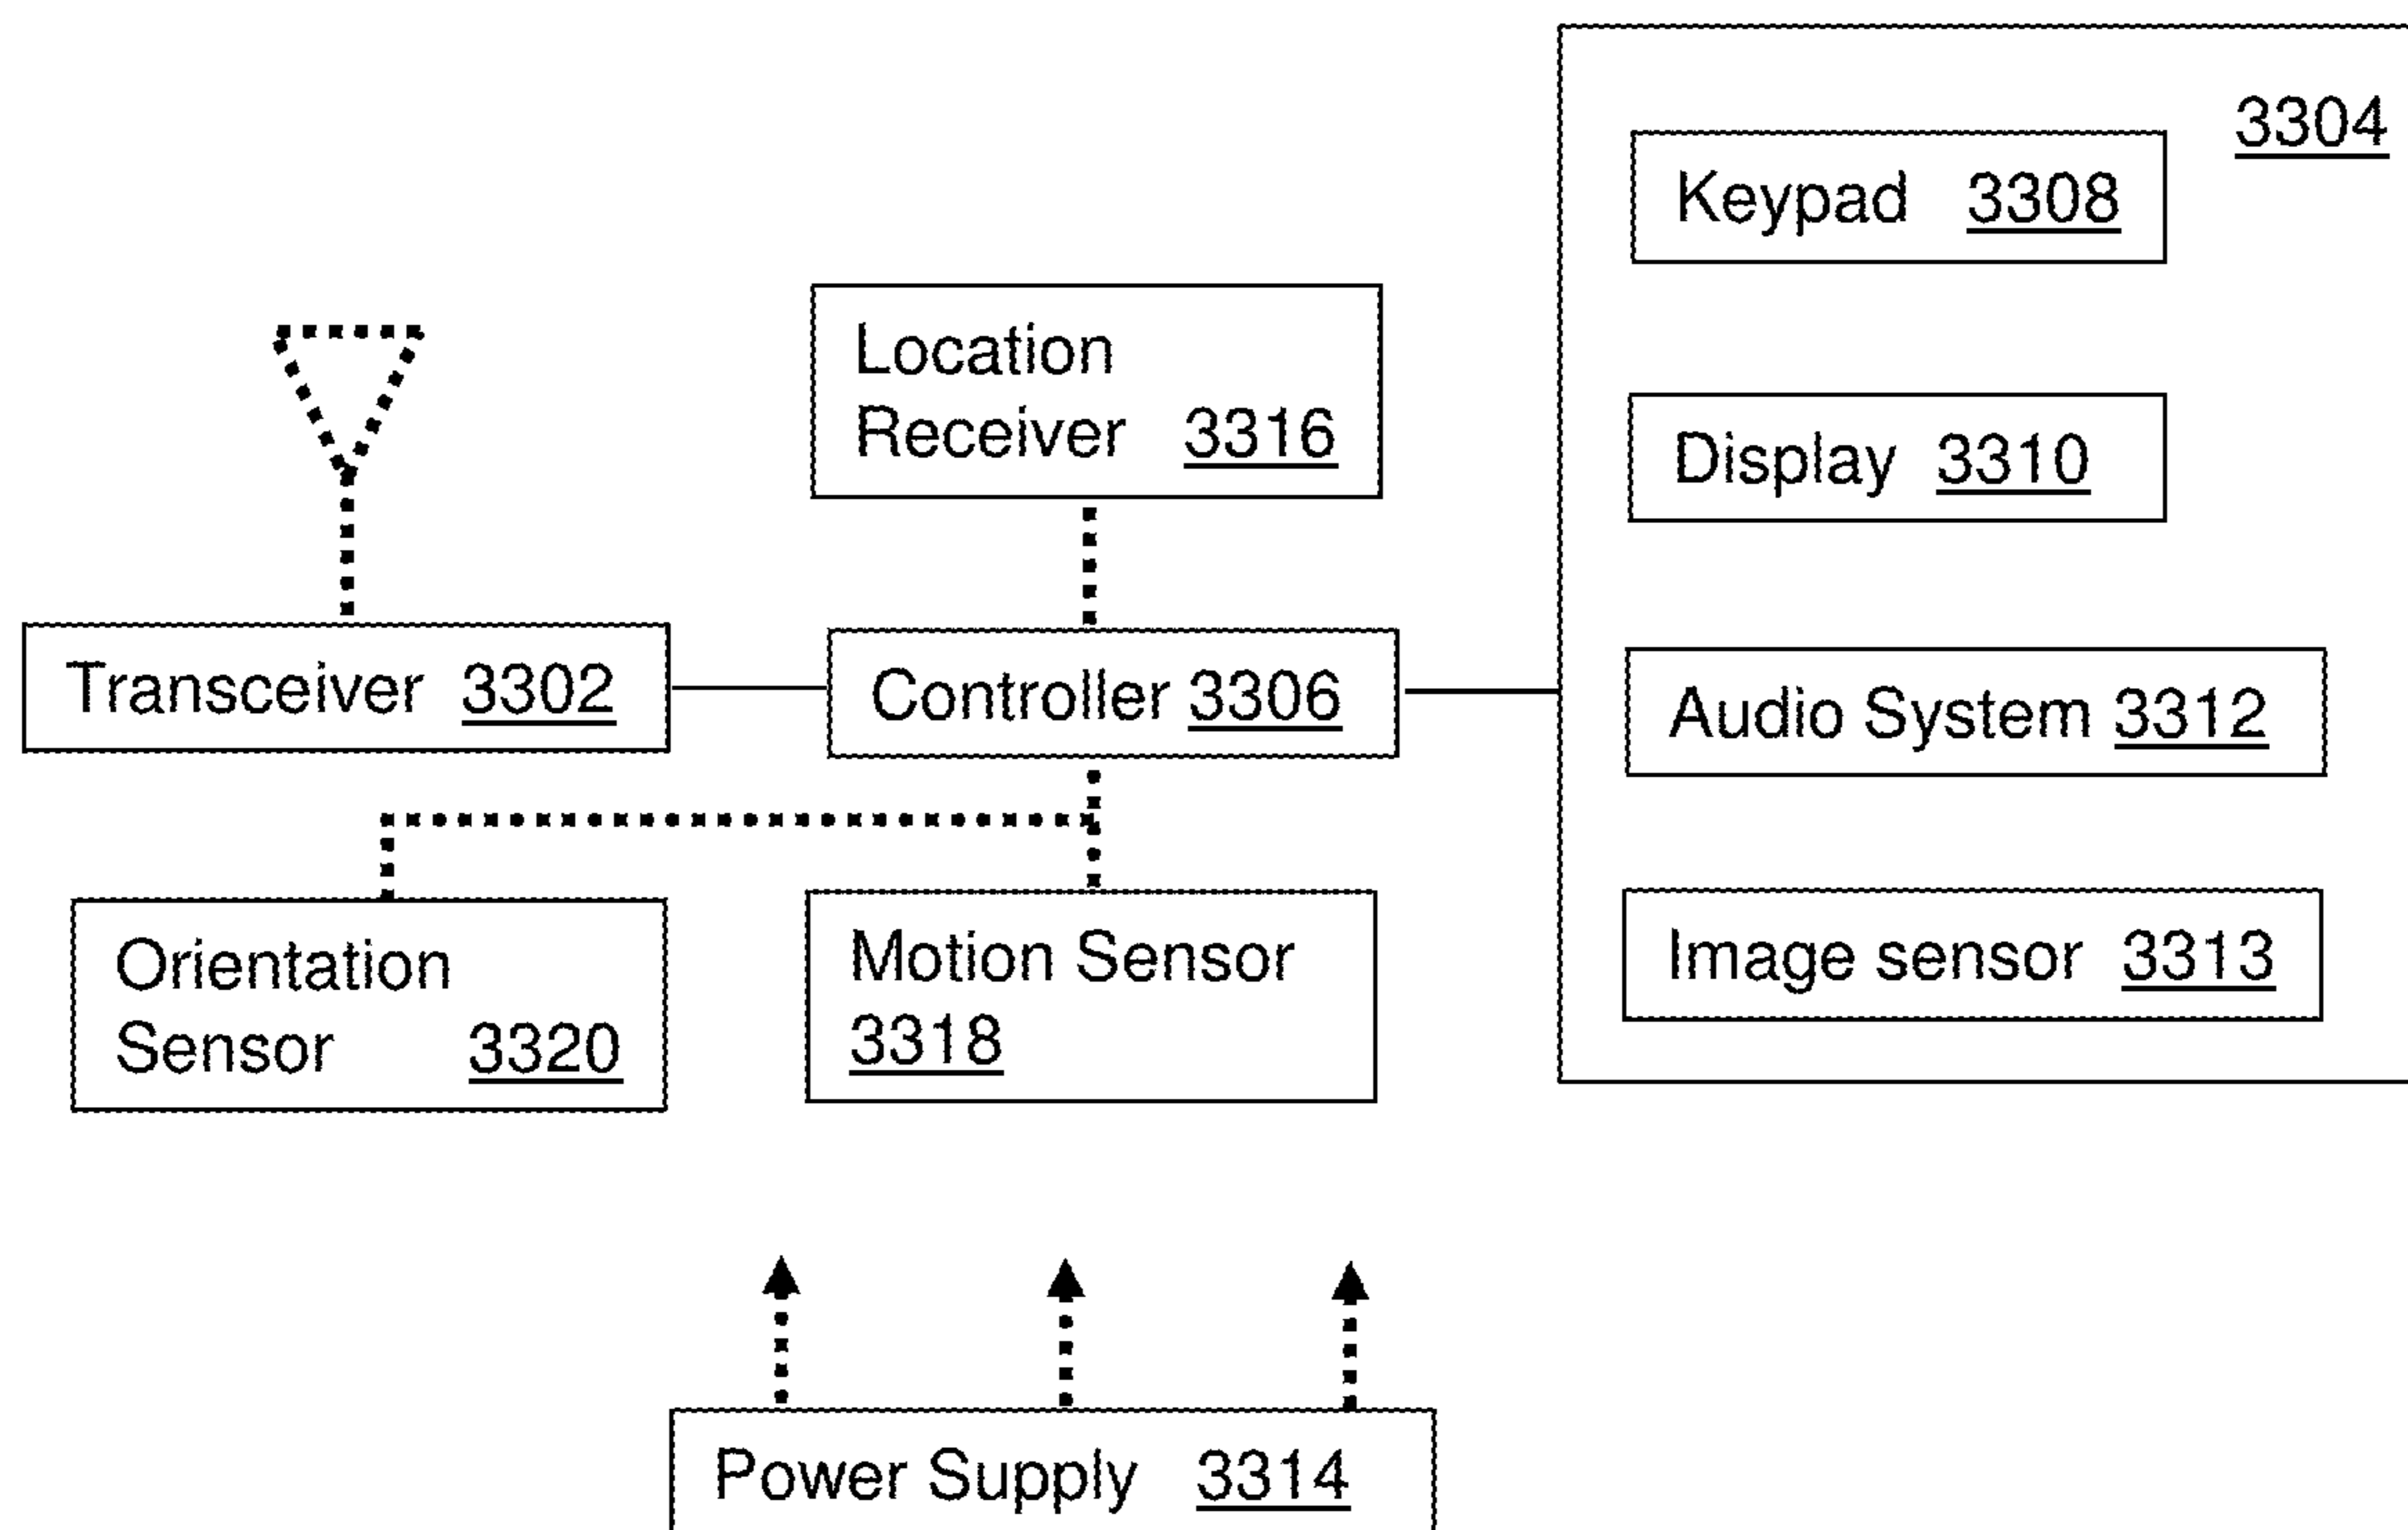 3304
Keypad 3308
Location
Receiver 3316
Display 3310
Transceiver 3302
Controller 3306
Audio System 3312
Orientation
Sensor 3320
Motion Sensor
3318
Image sensor 3313
Power Supply 3314